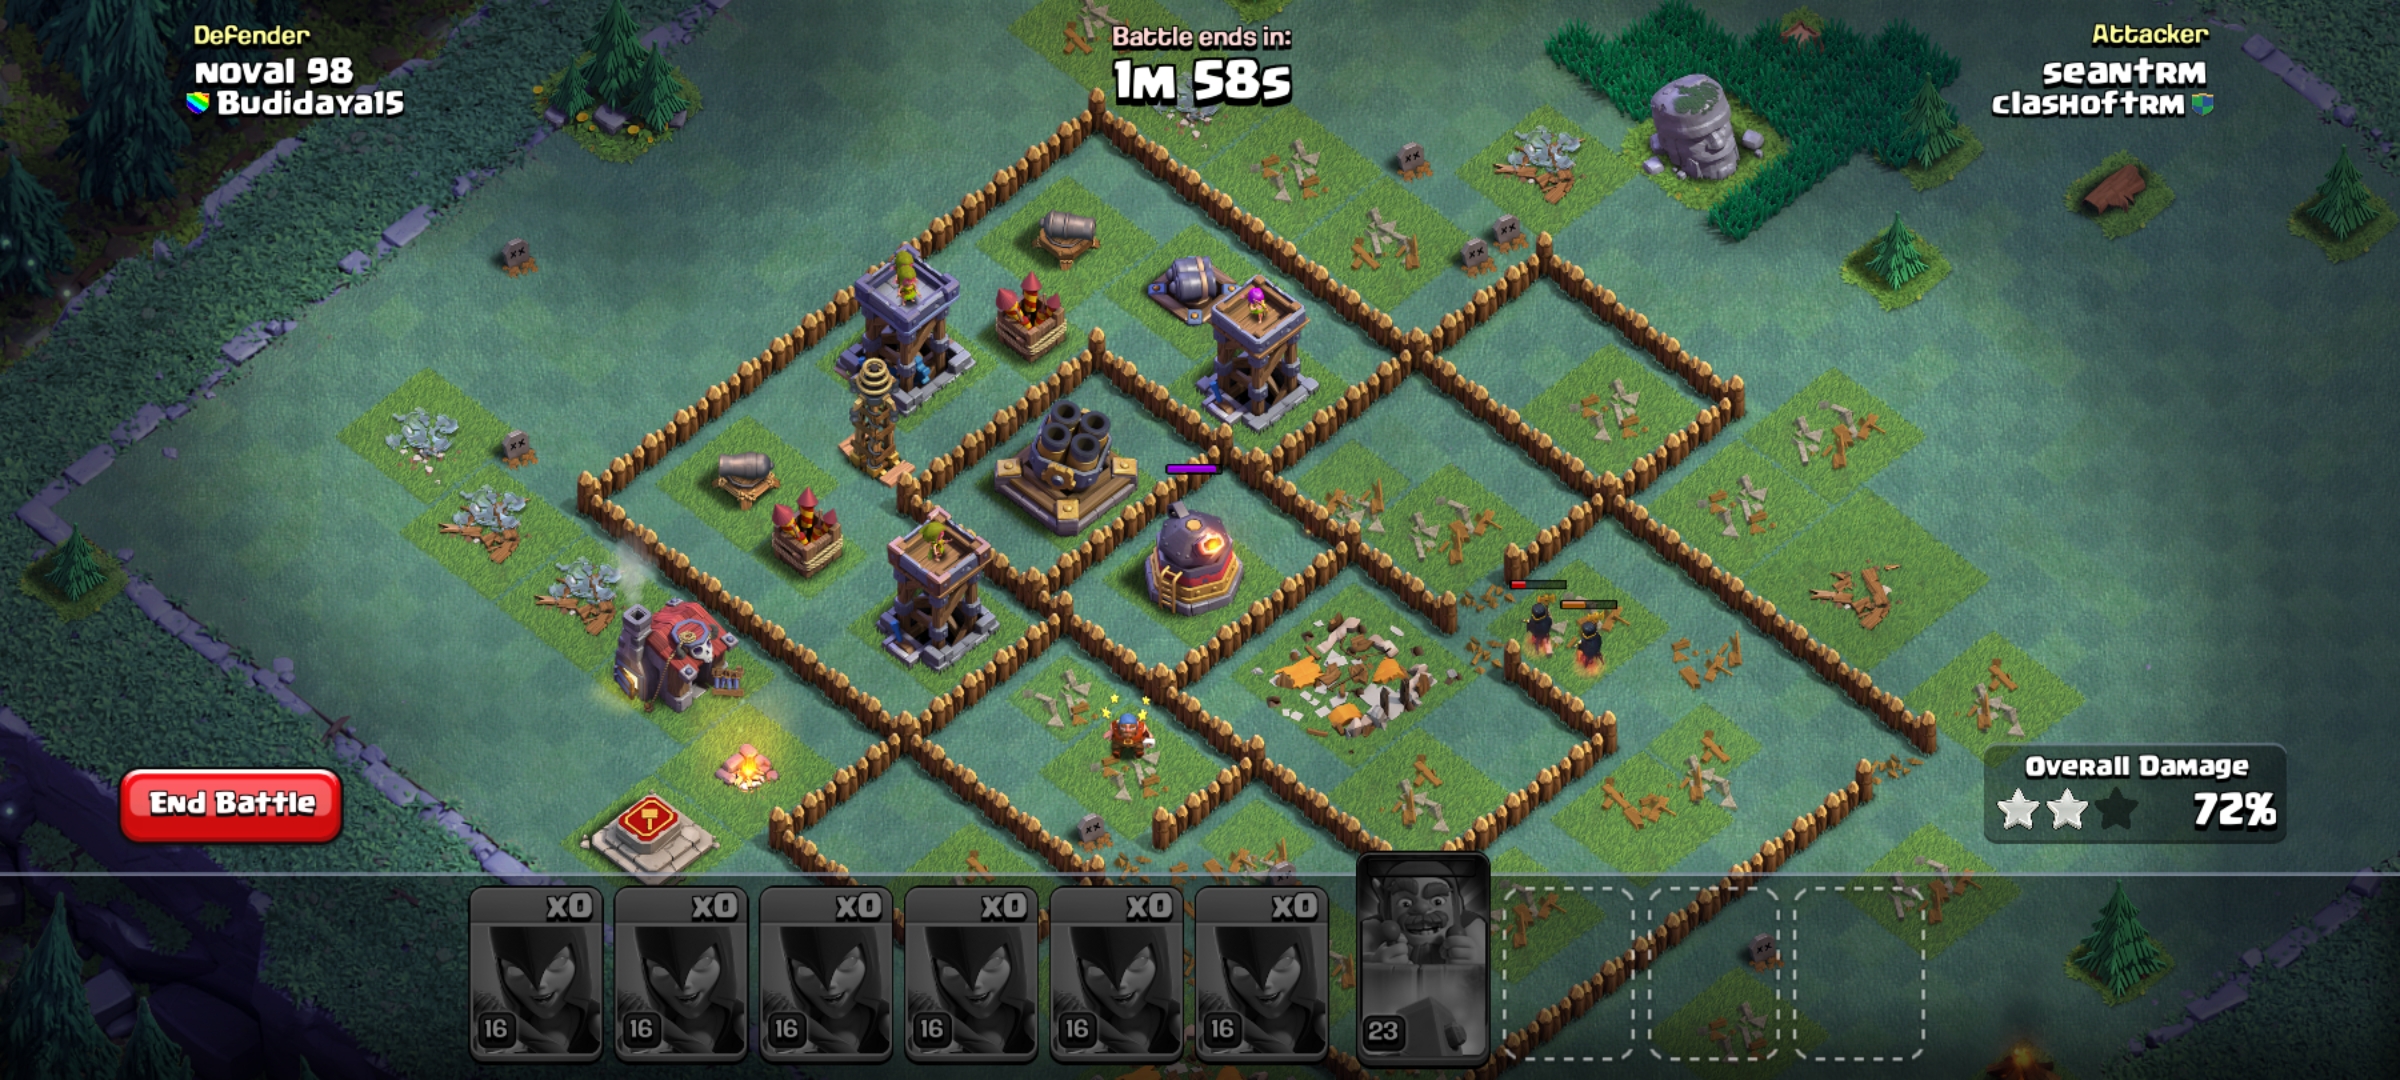 Defender
noval 98
Budidaya15
Battle ends in:
1M 58s
Attacker
seantRM
clashoftRM
End Battle
Overall Damage
72%
x0
x0
x0
x0
x0
x0
16
16
16
16
16
16
23